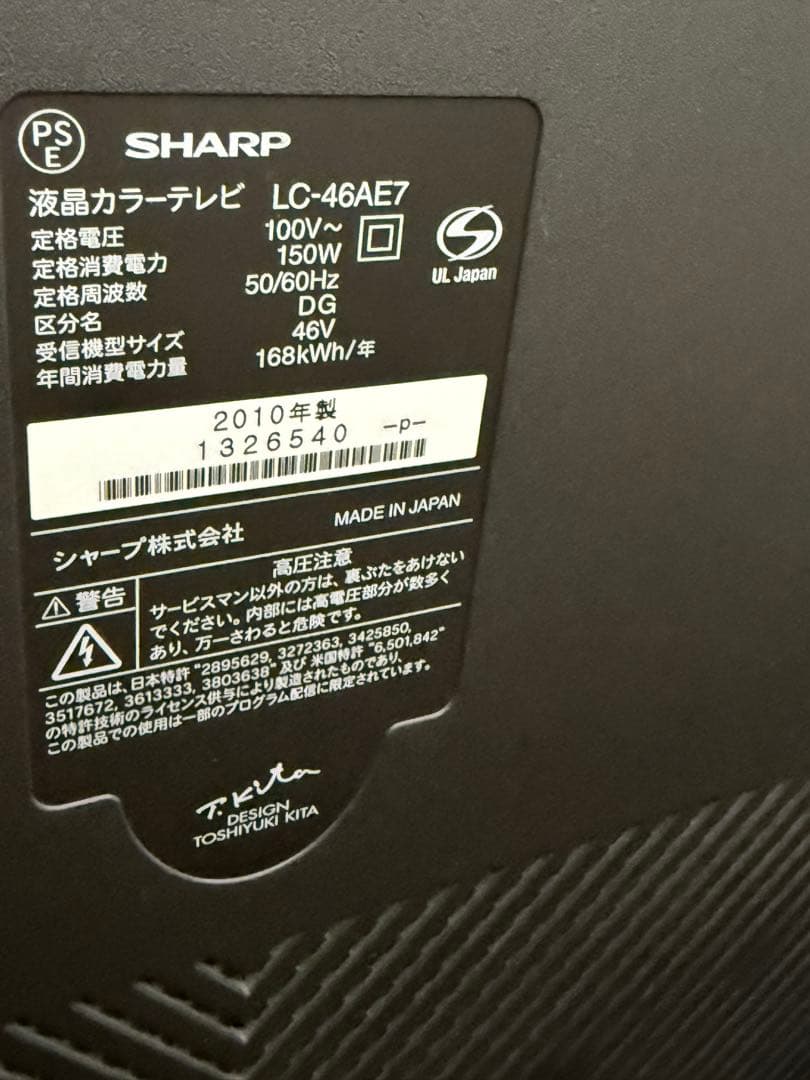 PS
E
SHARP
液晶カラーテレビ LC-46AE7
定格電圧 100V~
定格消費電力 150W
定格周波数 50/60Hz
区分名 DG
受信機型サイズ 46V
年間消費電力量 168kWh/年
UL Japan
2010年製
1326540 -p-
シャープ株式会社 MADE IN JAPAN
警告
高圧注意
サービスマン以外の方は、裏ぶたをあけない
でください。内部には高電圧部分が数多く
あり、万一さわると危険です。
この製品は、日本特許 "2895629, 3272363, 3425850,
3517672, 3613333, 3803638" 及び 米国特許 "6,501,842"
の特許技術のライセンス供与により製造されたものであり、
この製品での使用は一部のプログラム配信に限定されています。
T.Kita
DESIGN
TOSHIYUKI KITA